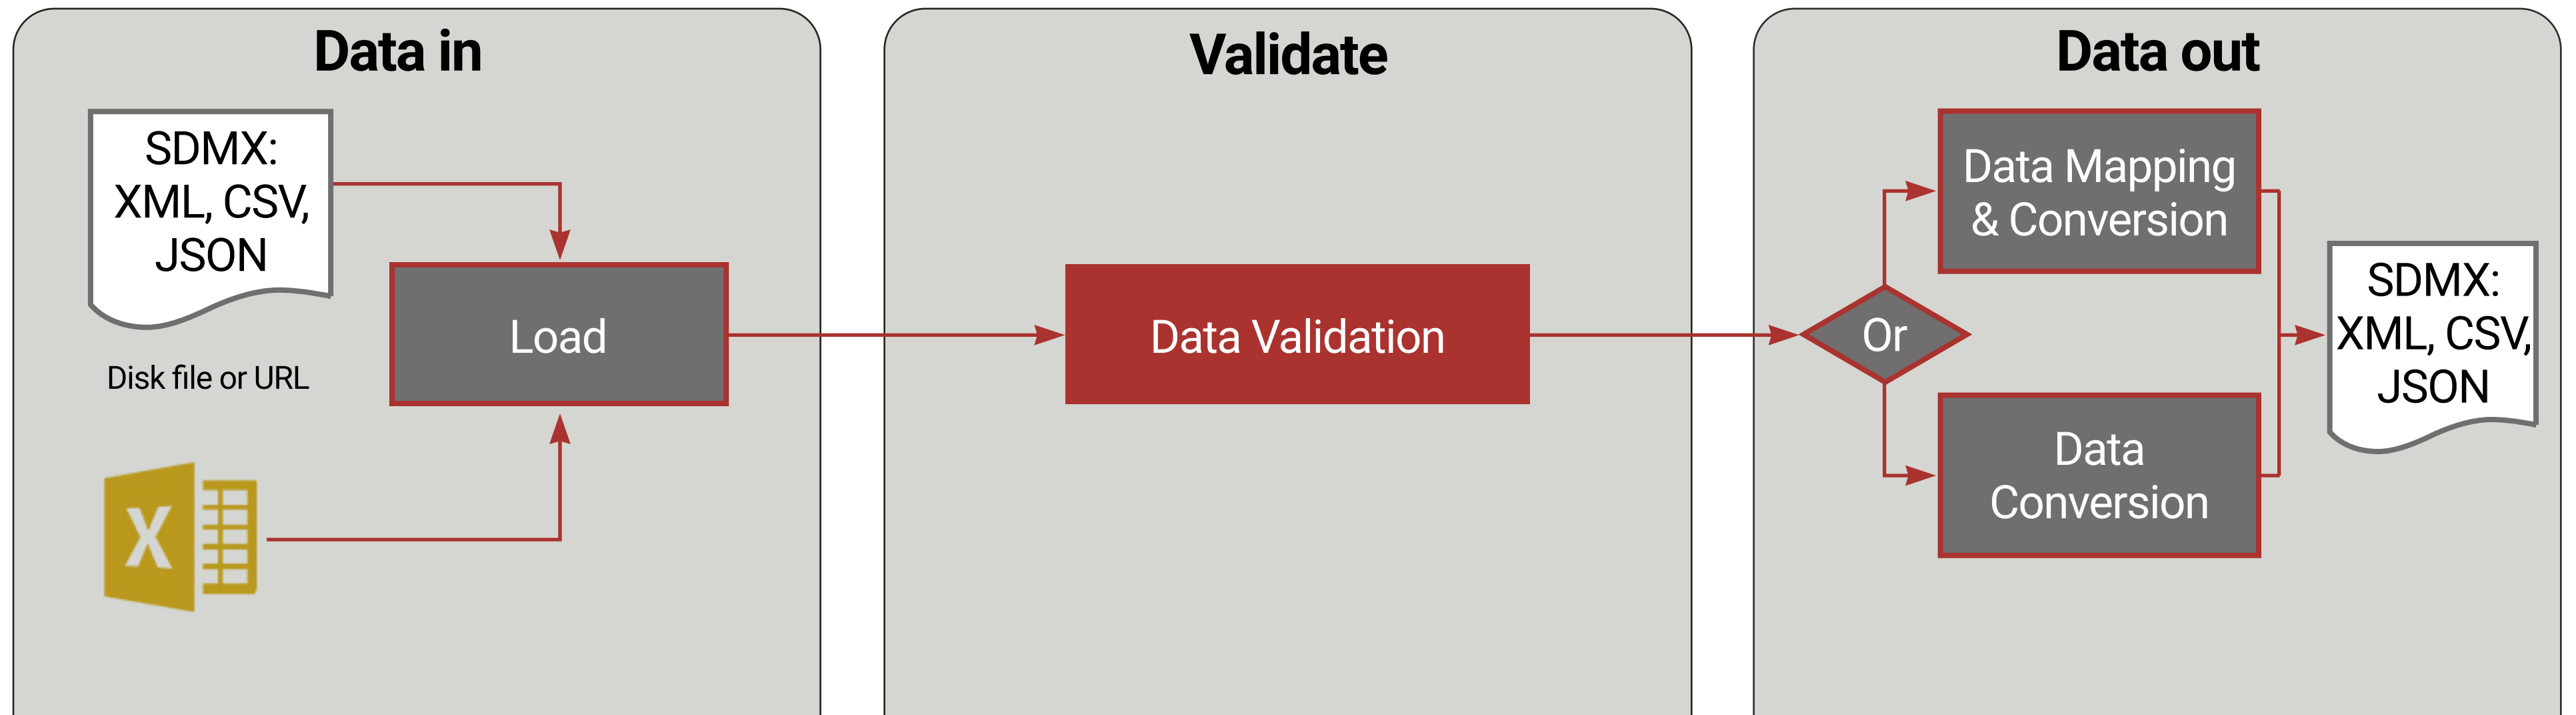 Data in
SDMX:
XML, CSV,
JSON
Disk file or URL
X
Load
Validate
Data Validation
Data out
Or
Data Mapping
& Conversion
Data
Conversion
SDMX:
XML, CSV,
JSON